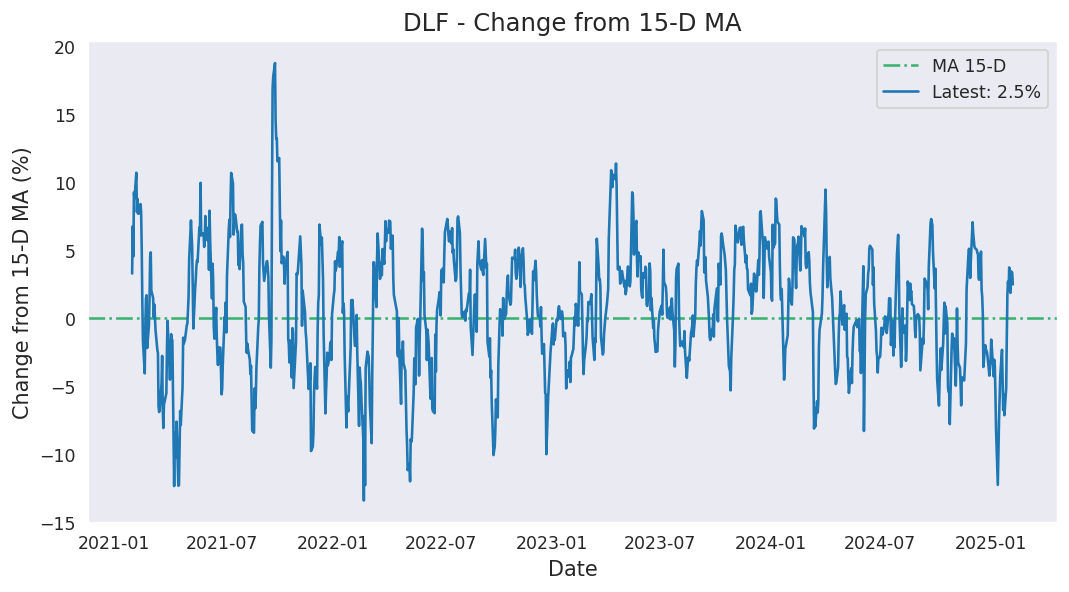 DLF - Change from 15-D MA
MA 15-D
Latest: 2.5%
Change from 15-D MA (%)
20
15
10
5
0
−5
−10
−15
2021-01 2021-07 2022-01 2022-07 2023-01 2023-07 2024-01 2024-07 2025-01
Date